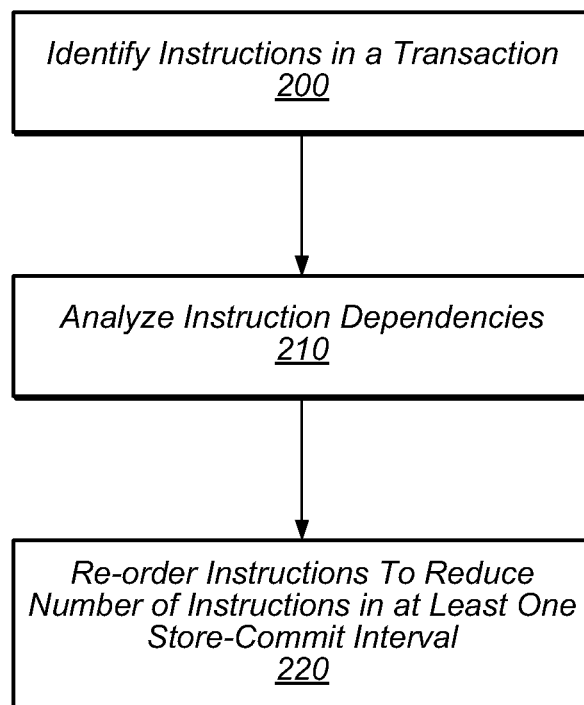 Identify Instructions in a Transaction
200
Analyze Instruction Dependencies
210
Re-order Instructions To Reduce
Number of Instructions in at Least One
Store-Commit Interval
220